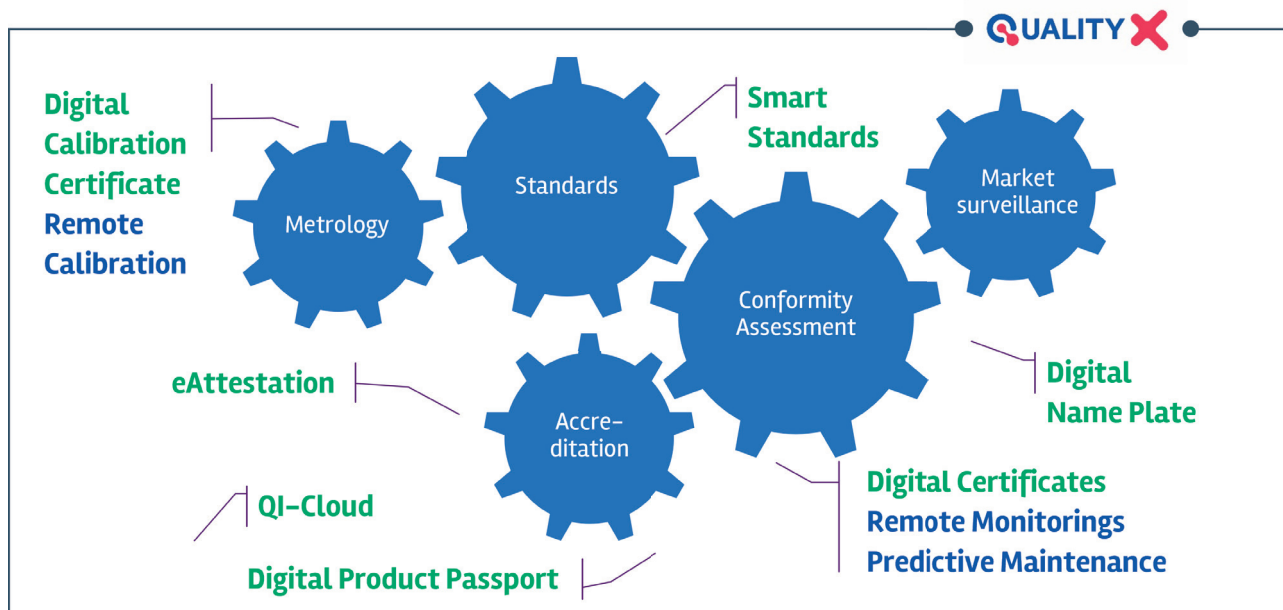 QUALITY X
Digital
Calibration
Certificate
Remote
Calibration
Metrology
Standards
Smart
Standards
Market
surveillance
Conformity
Assessment
eAttestation
Accre-
ditation
Digital
Name Plate
QI-Cloud
Digital Certificates
Remote Monitorings
Predictive Maintenance
Digital Product Passport